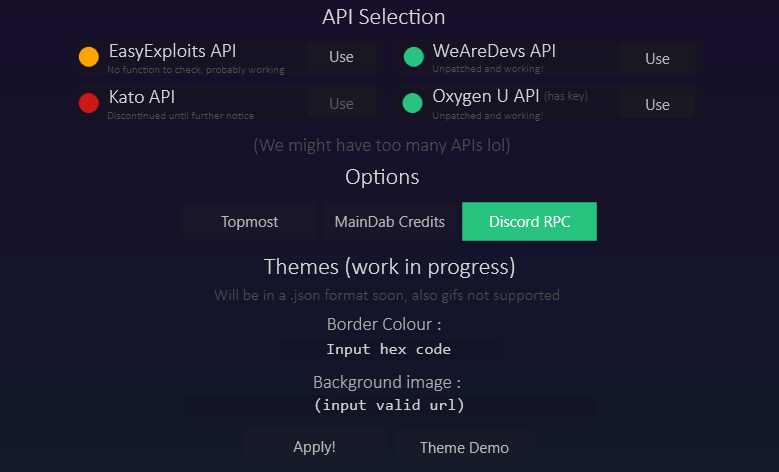 API Selection
EasyExploits API
No function to check, probably working
Use
WeAreDevs API
Unpatched and working!
Use
Kato API
Discontinued until further notice
Use
Oxygen U API (has key)
Unpatched and working!
Use
(We might have too many APIs lol)
Options
Topmost
MainDab Credits
Discord RPC
Themes (work in progress)
Will be in a .json format soon, also gifs not supported
Border Colour :
Input hex code
Background image :
(input valid url)
Apply!
Theme Demo